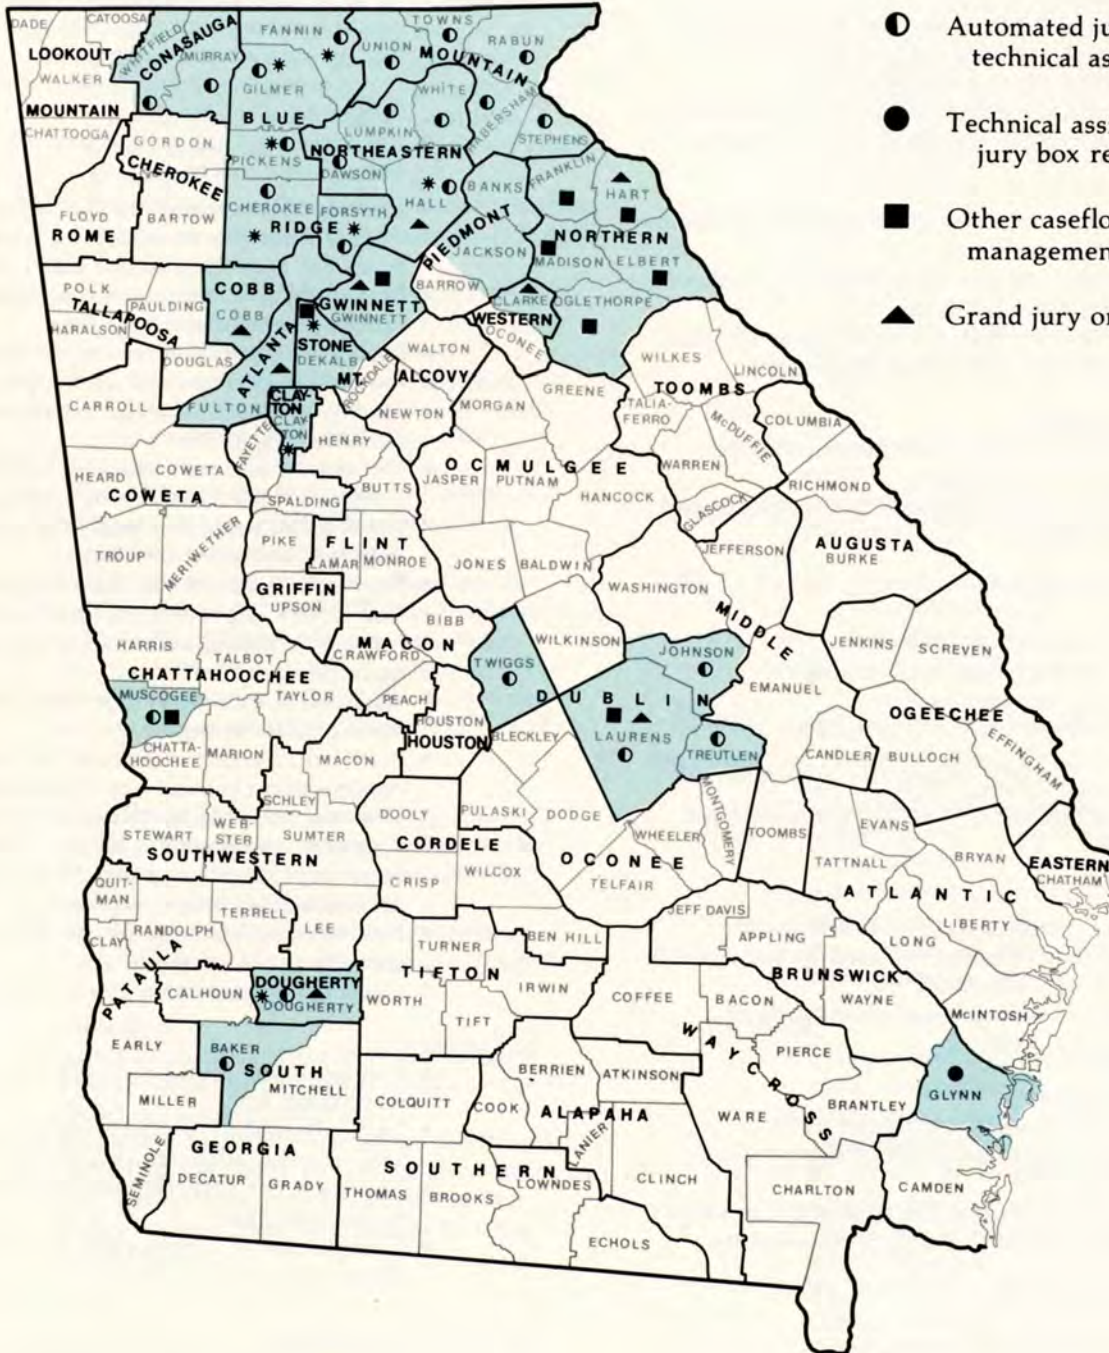 Automated ju
technical as
Technical ass
jury box re
Other caseflo
managemen
Grand jury or
DADE
CATOOSA
WHITFIELD
CONASAUGA
MURRAY
FANNIN
UNION
TOWNS
RABUN
MOUNTAIN
LOOKOUT
WALKER
MOUNTAIN
CHATTOOGA
GILMER
BLUE
WHITE
HABERSHAM
LUMPKIN
STEPHENS
GORDON
CHEROKEE
PICKENS
NORTHEASTERN
DAWSON
BANKS
FRANKLIN
HART
FLOYD
ROME
BARTOW
CHEROKEE
FORSYTH
RIDGE
HALL
PIEDMONT
JACKSON
NORTHERN
MADISON
ELBERT
POLK
TALLAPOOSA
PAULDING
HARALSON
COBB
COBB
GWINNETT
GWINNETT
BARROW
CLARKE
OGLETHORPE
WESTERN
OCONEE
DOUGLAS
ATLANTA
STONE
DEKALB
MT.
ROCKDALE
WALTON
ALCOVY
WILKES
LINCOLN
TOOMBS
CARROLL
FULTON
CLAY-
TON
CLAY-
TON
NEWTON
MORGAN
GREENE
TALIA-
FERRO
McDUFFIE
COLUMBIA
HEARD
COWETA
COWETA
FAYETTE
HENRY
SPALDING
BUTTS
OCMULGEE
JASPER
PUTNAM
HANCOCK
WARREN
GLASCOCK
RICHMOND
TROUP
MERIWETHER
PIKE
FLINT
LAMAR
MONROE
JONES
BALDWIN
JEFFERSON
AUGUSTA
BURKE
GRIFFIN
UPSON
WASHINGTON
MIDDLE
HARRIS
CHATTAHOOCHEE
TALBOT
TAYLOR
MACON
BIBB
CRAWFORD
PEACH
TWIGGS
WILKINSON
JOHNSON
JENKINS
SCREVEN
EMANUEL
MUSCOGEE
CHATTA-
HOOCHEE
MARION
MACON
HOUSTON
HOUSTON
BLECKLEY
DUBLIN
LAURENS
TREUTLEN
CANDLER
OGEECHEE
BULLOCH
EFFINGHAM
SCHLEY
STEWART
WEB-
STER
SUMTER
SOUTHWESTERN
DOOLY
PULASKI
DODGE
CORDELE
CRISP
WILCOX
WHEELER
MONTGOMERY
TOOMBS
OCONEE
TELFAIR
EVANS
TATTNALL
BRYAN
EASTERN
CHATHAM
ATLANTIC
LIBERTY
LONG
QUIT-
MAN
CLAY
RANDOLPH
TERRELL
LEE
PATAULA
TURNER
TIFTON
BEN HILL
IRWIN
JEFF DAVIS
APPLING
BRUNSWICK
WAYNE
McINTOSH
CALHOUN
DOUGHERTY
DOUGHERTY
WORTH
TIFT
COFFEE
BACON
EARLY
BAKER
SOUTH
MITCHELL
MILLER
COLQUITT
BERRIEN
COOK
ATKINSON
ALAPAHA
LANIER
WAYCROSS
PIERCE
WARE
BRANTLEY
GLYNN
SEMINOLE
GEORGIA
DECATUR
GRADY
SOUTHERN
THOMAS
BROOKS
LOWNDES
CLINCH
ECHOLS
CHARLTON
CAMDEN